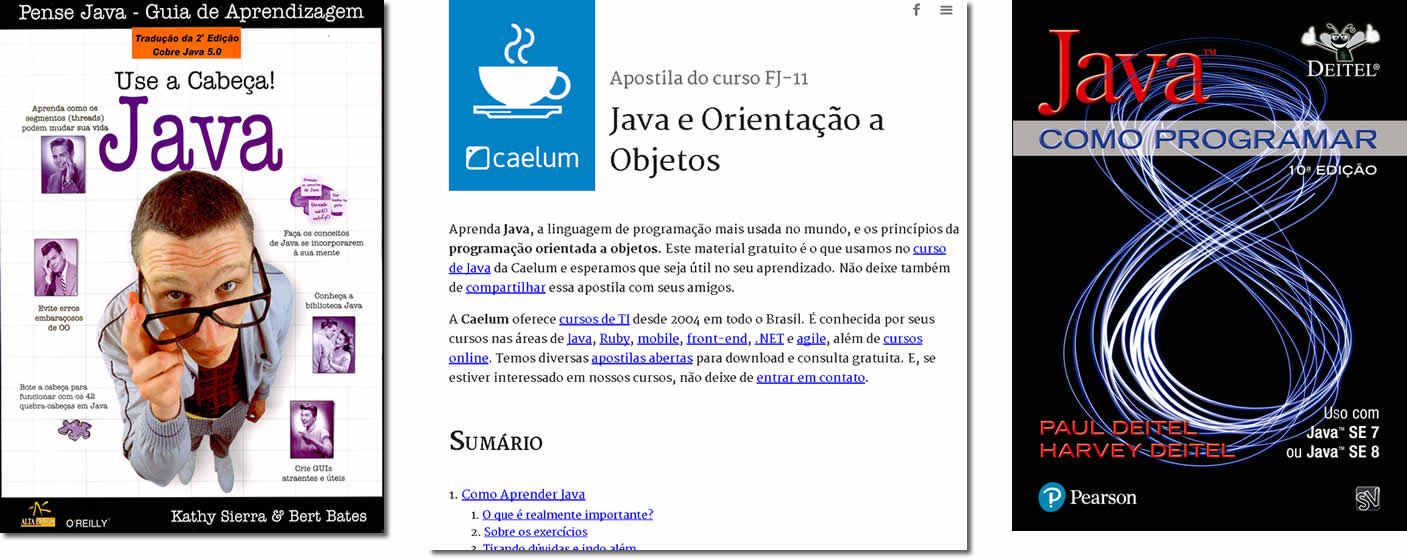 Pense Java - Guia de Aprendizagem
Tradução da 2ª Edição
Cobre Java 5.0
Use a Cabeça!
Java
Aprenda como os
segmentos (threads)
podem mudar sua vida
Faça os conceitos
de Java se incorporarem
à sua mente
Evite erros
embaraçosos de
OO
Conheça a
biblioteca Java
Bote a cabeça para
funcionar com os 42
quebra-cabeças em Java
Crie GUIs
atraentes e úteis
ALTA
O'REILLY
Kathy Sierra & Bert Bates
caelum
Apostila do curso FJ-11
Java e Orientação a
Objetos
Aprenda Java, a linguagem de programação mais usada no mundo, e os princípios da
programação orientada a objetos. Este material gratuito é o que usamos no curso
de Java da Caelum e esperamos que seja útil no seu aprendizado. Não deixe também
de compartilhar essa apostila com seus amigos.
A Caelum oferece cursos de TI desde 2004 em todo o Brasil. É conhecida por seus
cursos nas áreas de Java, Ruby, mobile, front-end, .NET e agile, além de cursos
online. Temos diversas apostilas abertas para download e consulta gratuita. E, se
estiver interessado em nossos cursos, não deixe de entrar em contato.
SUMÁRIO
1. Como Aprender Java
1. O que é realmente importante?
2. Sobre os exercícios
3. Tirando dúvidas e indo além
Java™
DEITEL®
COMO PROGRAMAR
10ª EDIÇÃO
8
Uso com
Java™ SE 7
ou Java™ SE 8
PAUL DEITEL
HARVEY DEITEL
Pearson
SV